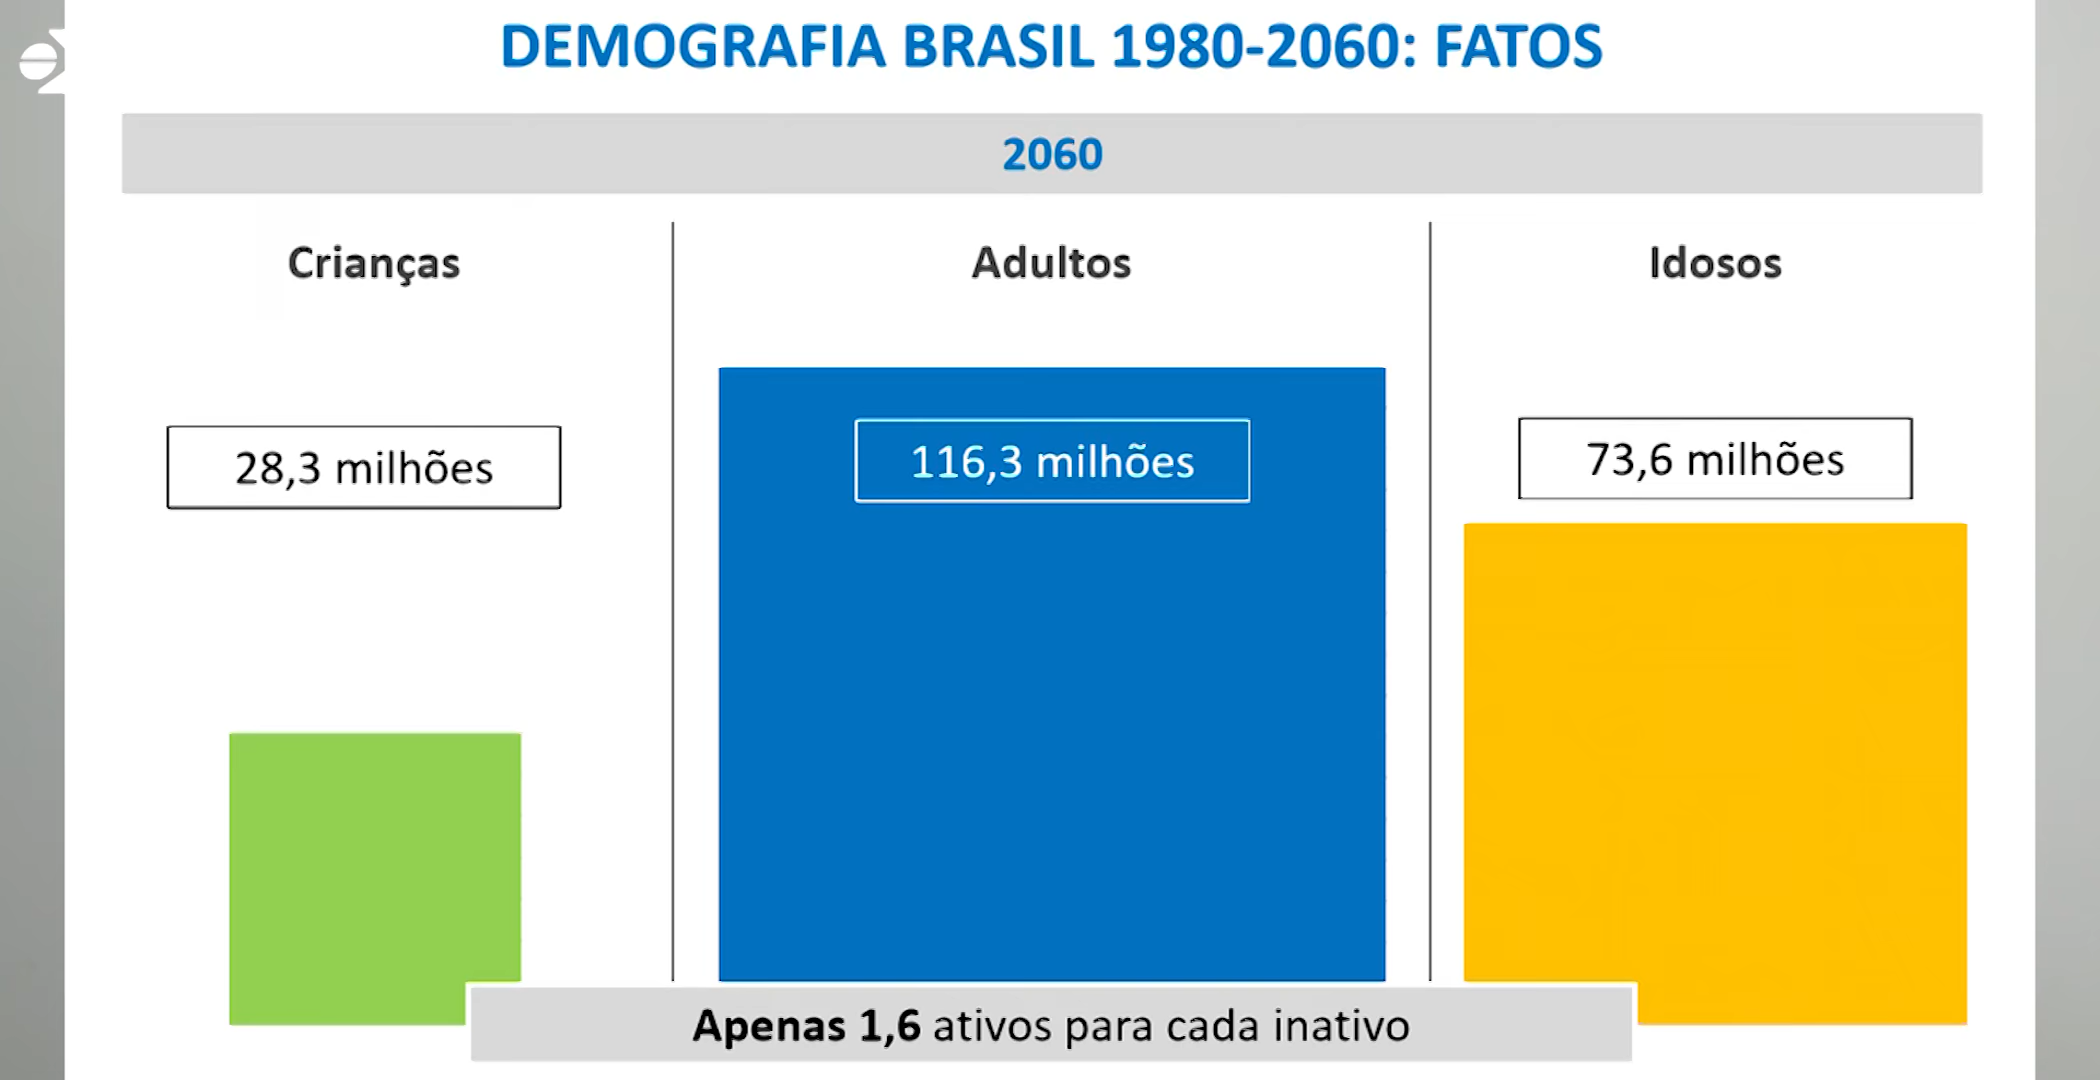 DEMOGRAFIA BRASIL 1980-2060: FATOS
2060
Crianças
Adultos
Idosos
28,3 milhões
116,3 milhões
73,6 milhões
Apenas 1,6 ativos para cada inativo